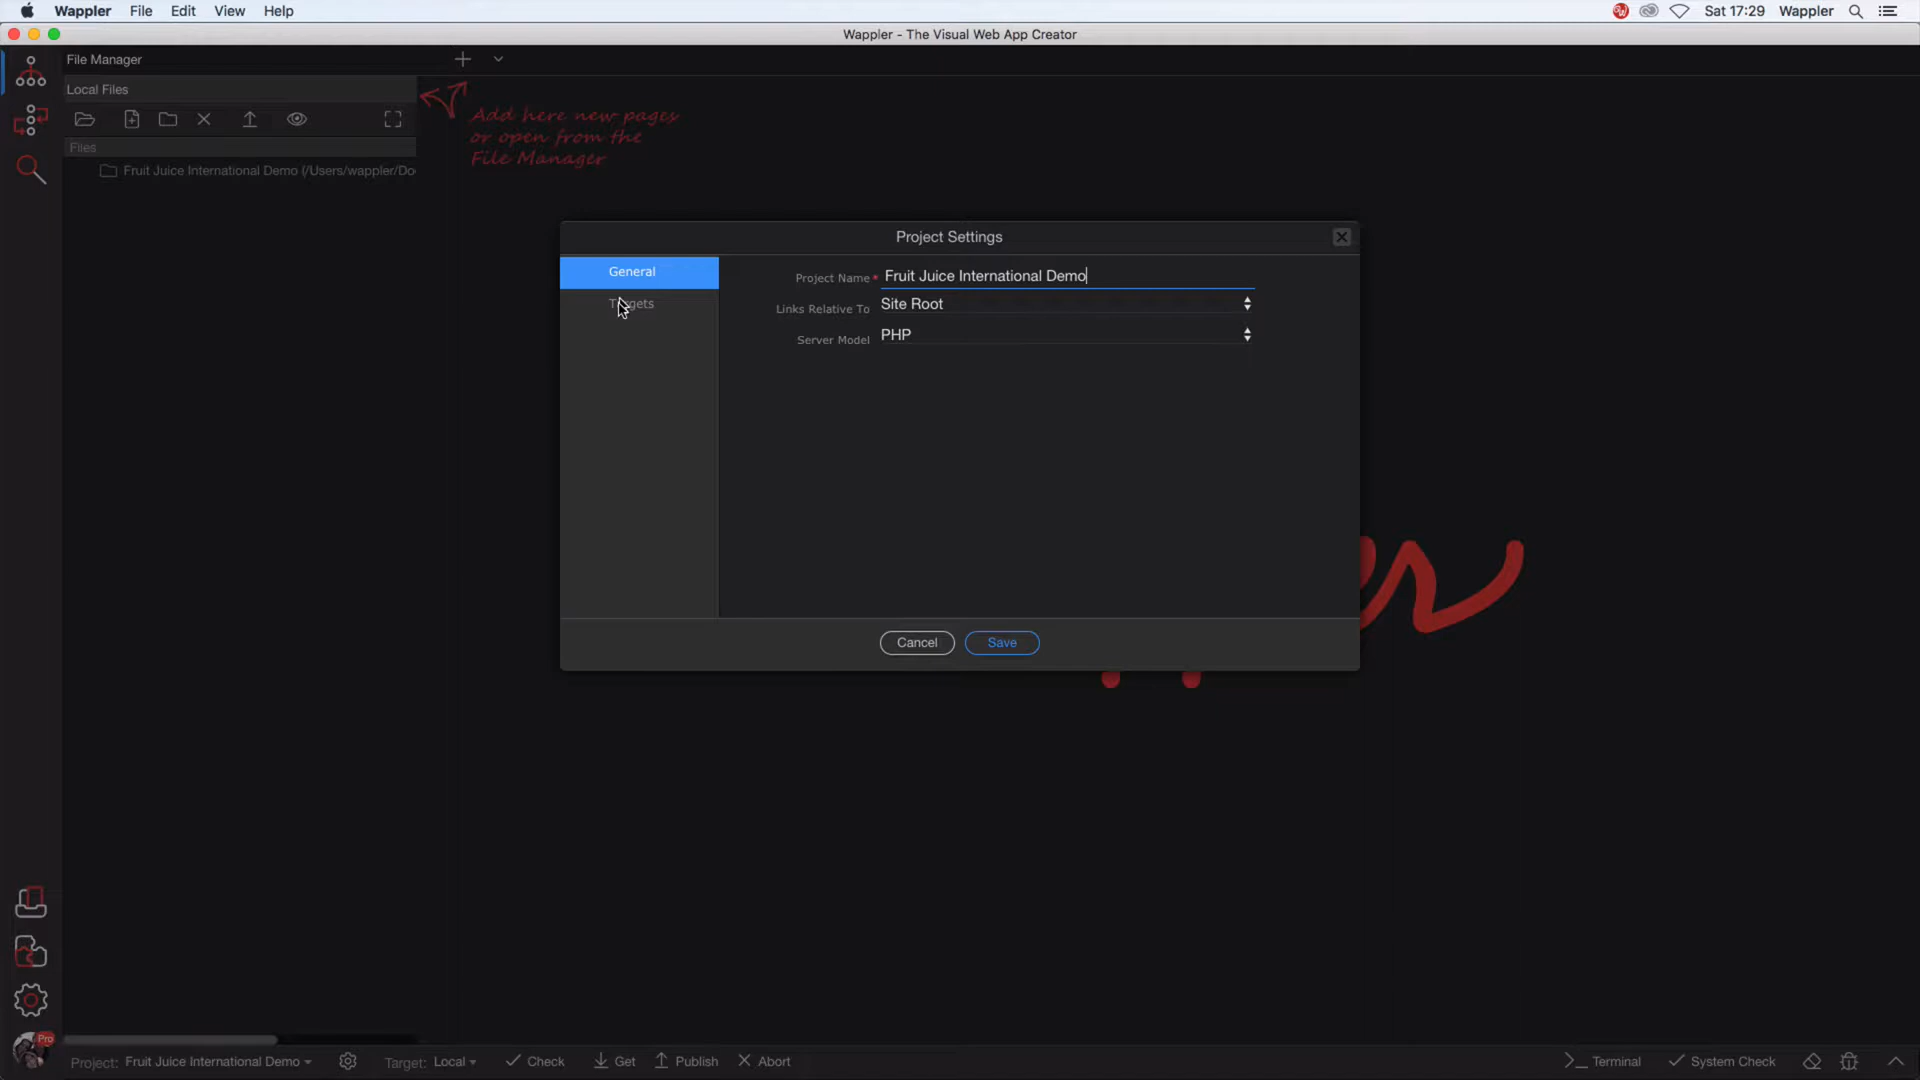 Wappler File Edit View Help
Sat 17:29 Wappler
Wappler - The Visual Web App Creator
File Manager
Local Files
Files
Fruit Juice International Demo (/Users/wappler/Do
Add here new pages
or open from the
File Manager
Project Settings
General
Targets
Project Name* Fruit Juice International Demo
Links Relative To Site Root
Server Model PHP
Cancel Save
er
Pro
Project: Fruit Juice International Demo Target: Local Check Get Publish Abort
Terminal System Check